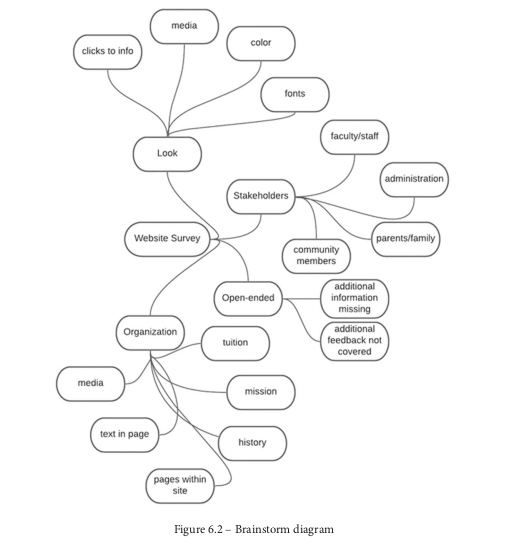 media
clicks to info
color
fonts
Look
faculty/staff
administration
Stakeholders
parents/family
Website Survey
community
members
Open-ended
additional
information
missing
additional
feedback not
covered
Organization
tuition
media
mission
text in page
history
pages within
site
Figure 6.2 – Brainstorm diagram